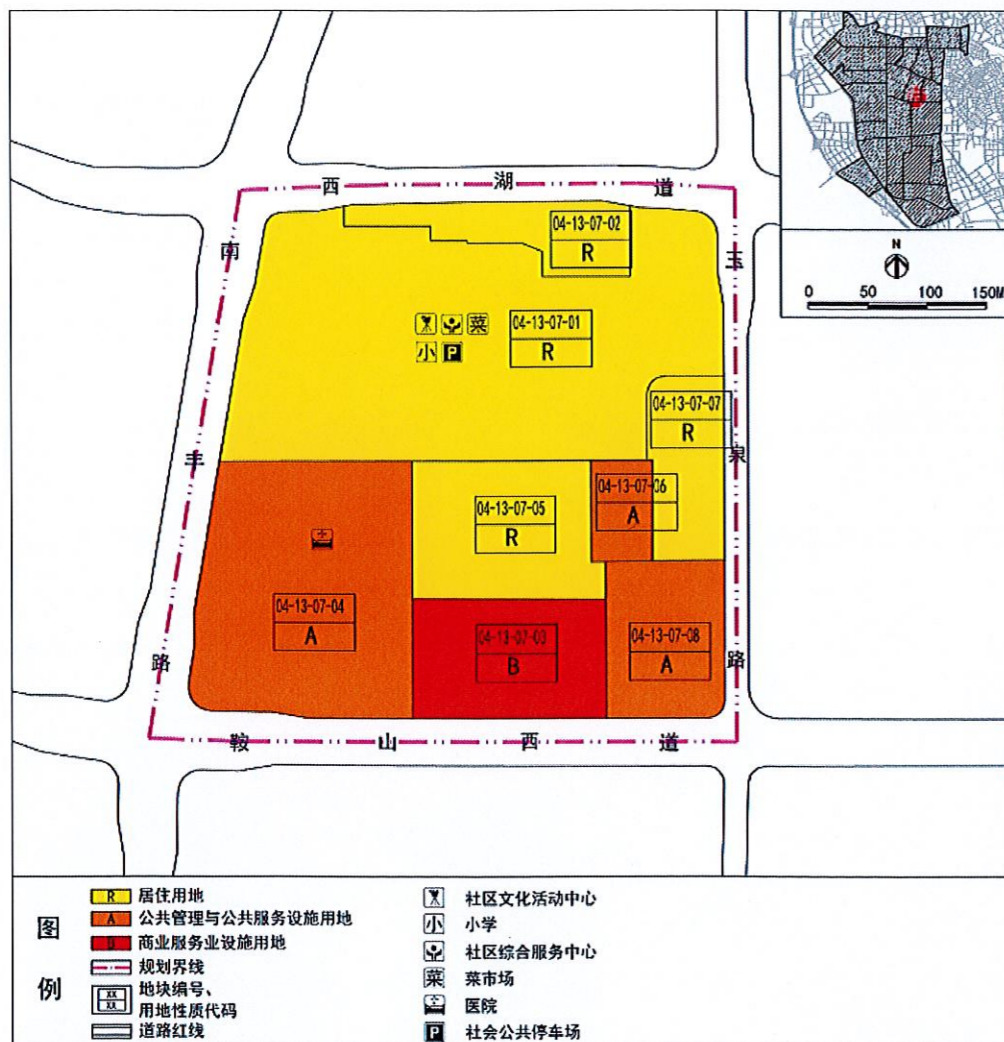 西湖道
N
0 50 100 150M
南丰路
玉泉路
04-13-07-02
R
04-13-07-01
R
菜
小 P
04-13-07-07
R
04-13-07-06
A
04-13-07-05
R
04-13-07-04
A
04-13-07-03
B
04-13-07-08
A
鞍山西道
图例
R 居住用地
A 公共管理与公共服务设施用地
B 商业服务业设施用地
规划界线
XX
XX
地块编号、
用地性质代码
道路红线
社区文化活动中心
小 小学
社区综合服务中心
菜 菜市场
医院
P 社会公共停车场